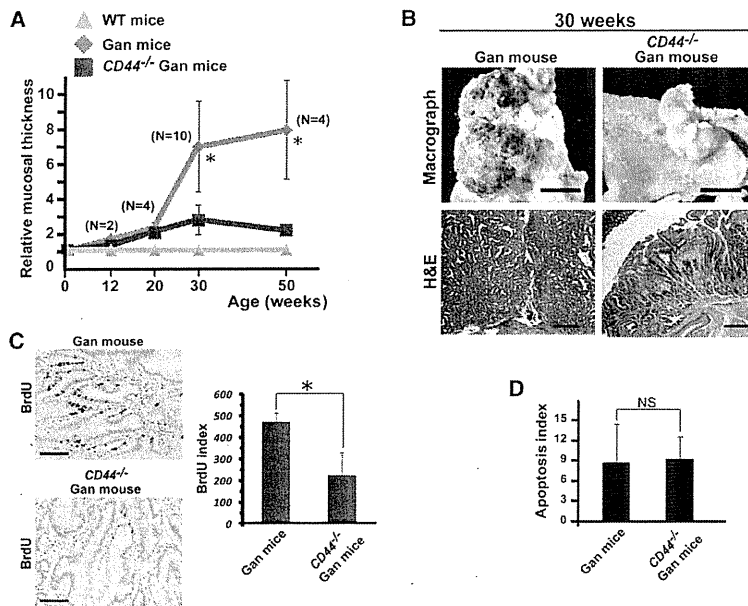 A
WT mice
Gan mice
CD44-/- Gan mice
Relative mucosal thickness
10
8
6
4
2
1
0
(N=2)
(N=4)
(N=10)
*
(N=4)
*
0 12 20 30 50
Age (weeks)
B
30 weeks
Gan mouse
CD44-/-
Gan mouse
Macrograph
H&E
C
Gan mouse
BrdU
CD44-/-
Gan mouse
BrdU
BrdU index
600
500
400
300
200
100
0
*
Gan mice
CD44-/-
Gan mice
D
Apoptosis index
15
12
9
6
3
0
NS
Gan mice
CD44-/-
Gan mice